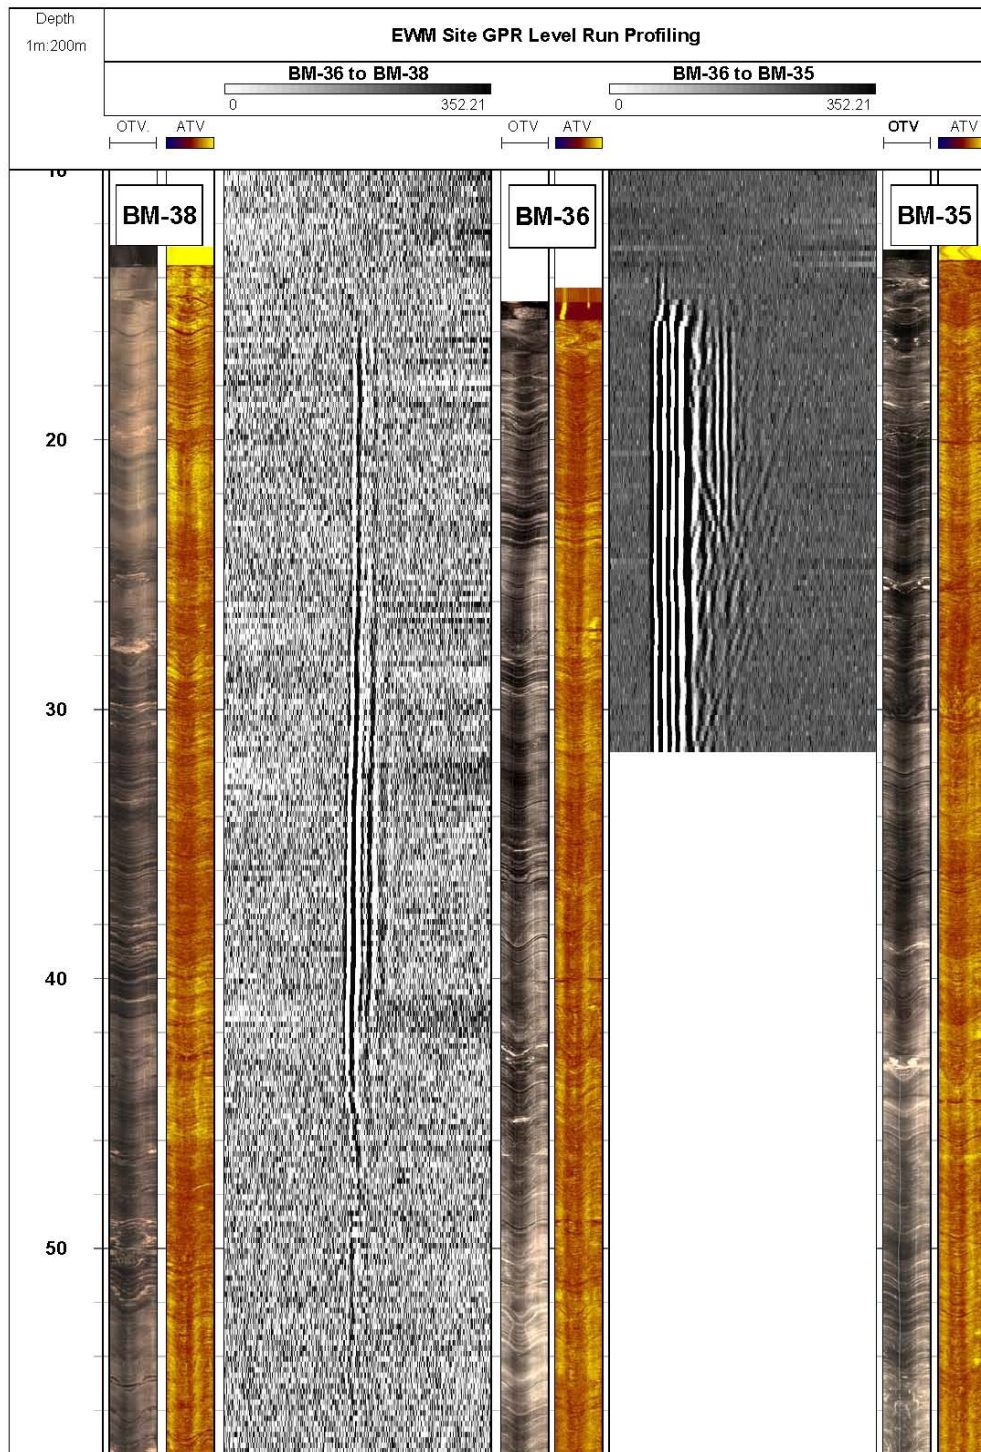 Depth
1m:200m
EWM Site GPR Level Run Profiling
BM-36 to BM-38
0 352.21
BM-36 to BM-35
0 352.21
OTV. ATV
OTV ATV
OTV ATV
BM-38
BM-36
BM-35
10
20
30
40
50